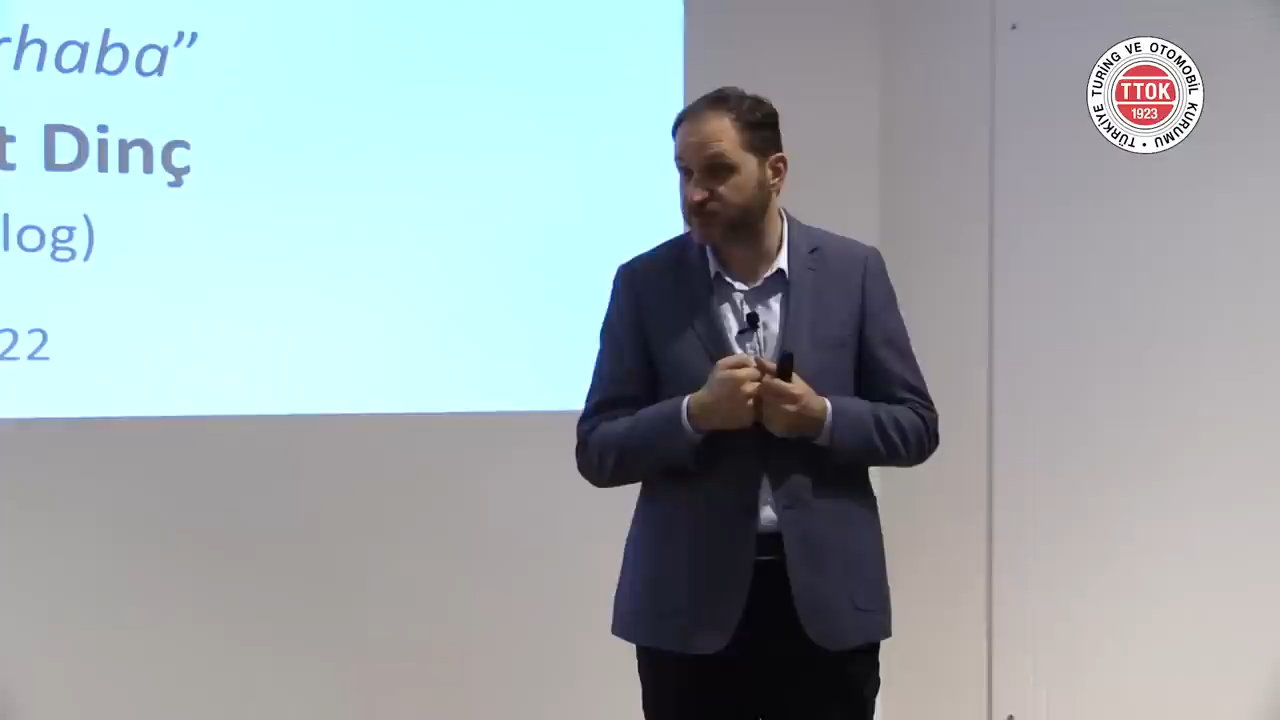 rhaba”
t Dinç
log)
22
TÜRKİYE TURİNG VE OTOMOBİL KURUMU
TTOK
1923